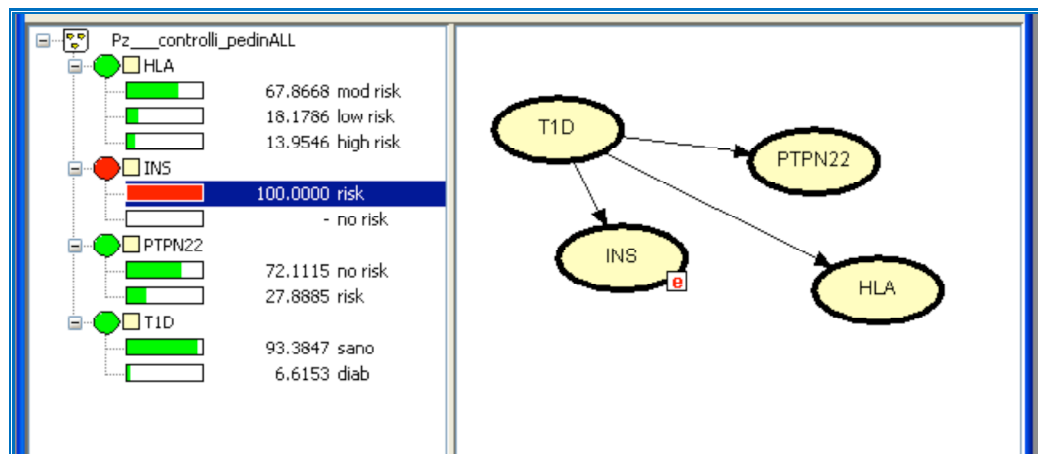 Pz___controlli_pedinALL
HLA
67.8668 mod risk
18.1786 low risk
13.9546 high risk
INS
100.0000 risk
- no risk
PTPN22
72.1115 no risk
27.8885 risk
T1D
93.3847 sano
6.6153 diab
T1D
PTPN22
INS
e
HLA